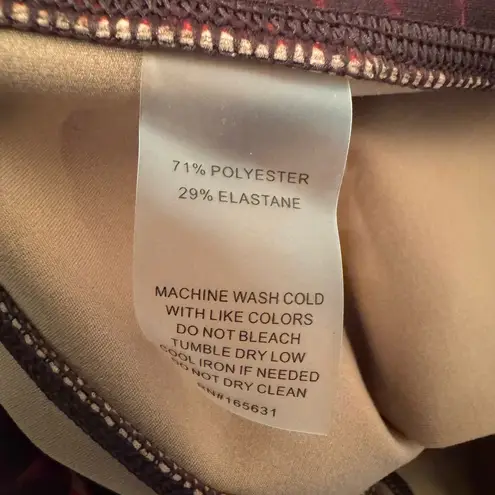 71% POLYESTER
29% ELASTANE
MACHINE WASH COLD
WITH LIKE COLORS
DO NOT BLEACH
TUMBLE DRY LOW
COOL IRON IF NEEDED
DO NOT DRY CLEAN
RN#165631